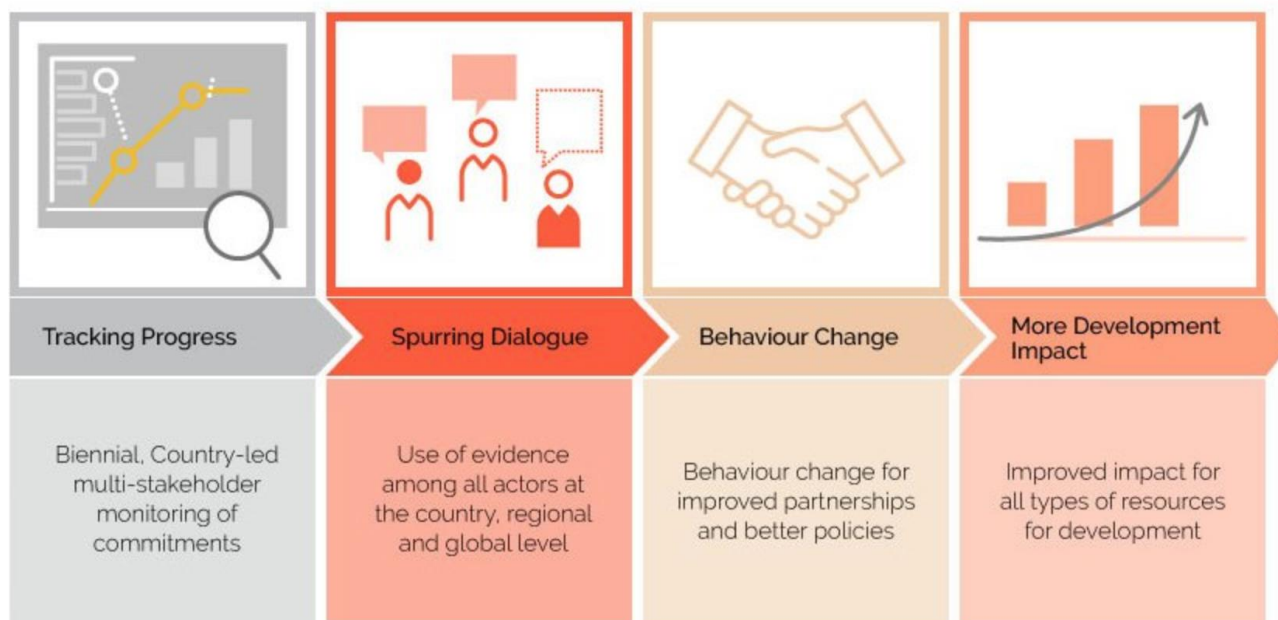 Tracking Progress
Spurring Dialogue
Behaviour Change
More Development
Impact
Biennial, Country-led
multi-stakeholder
monitoring of
commitments
Use of evidence
among all actors at
the country, regional
and global level
Behaviour change for
improved partnerships
and better policies
Improved impact for
all types of resources
for development